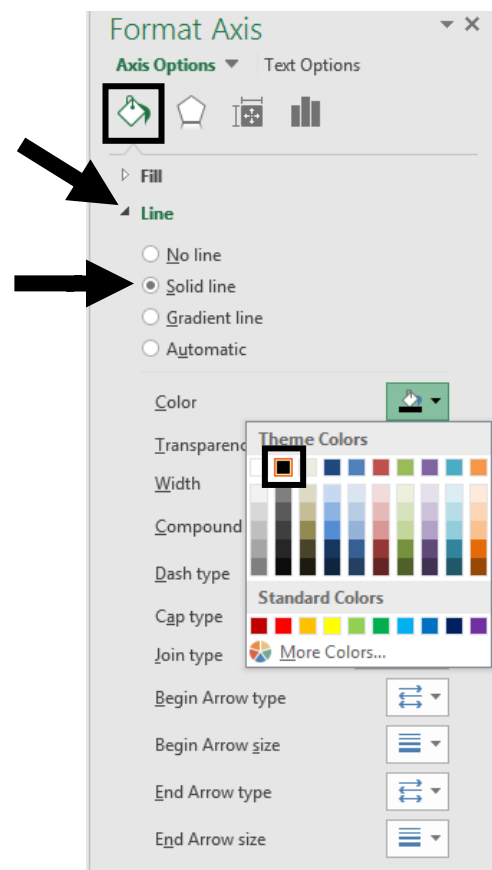 Format Axis
Axis Options Text Options
Fill
Line
No line
Solid line
Gradient line
Automatic
Color
Theme Colors
Transparenc
Width
Compound
Dash type
Standard Colors
Cap type
Join type
More Colors...
Begin Arrow type
Begin Arrow size
End Arrow type
End Arrow size